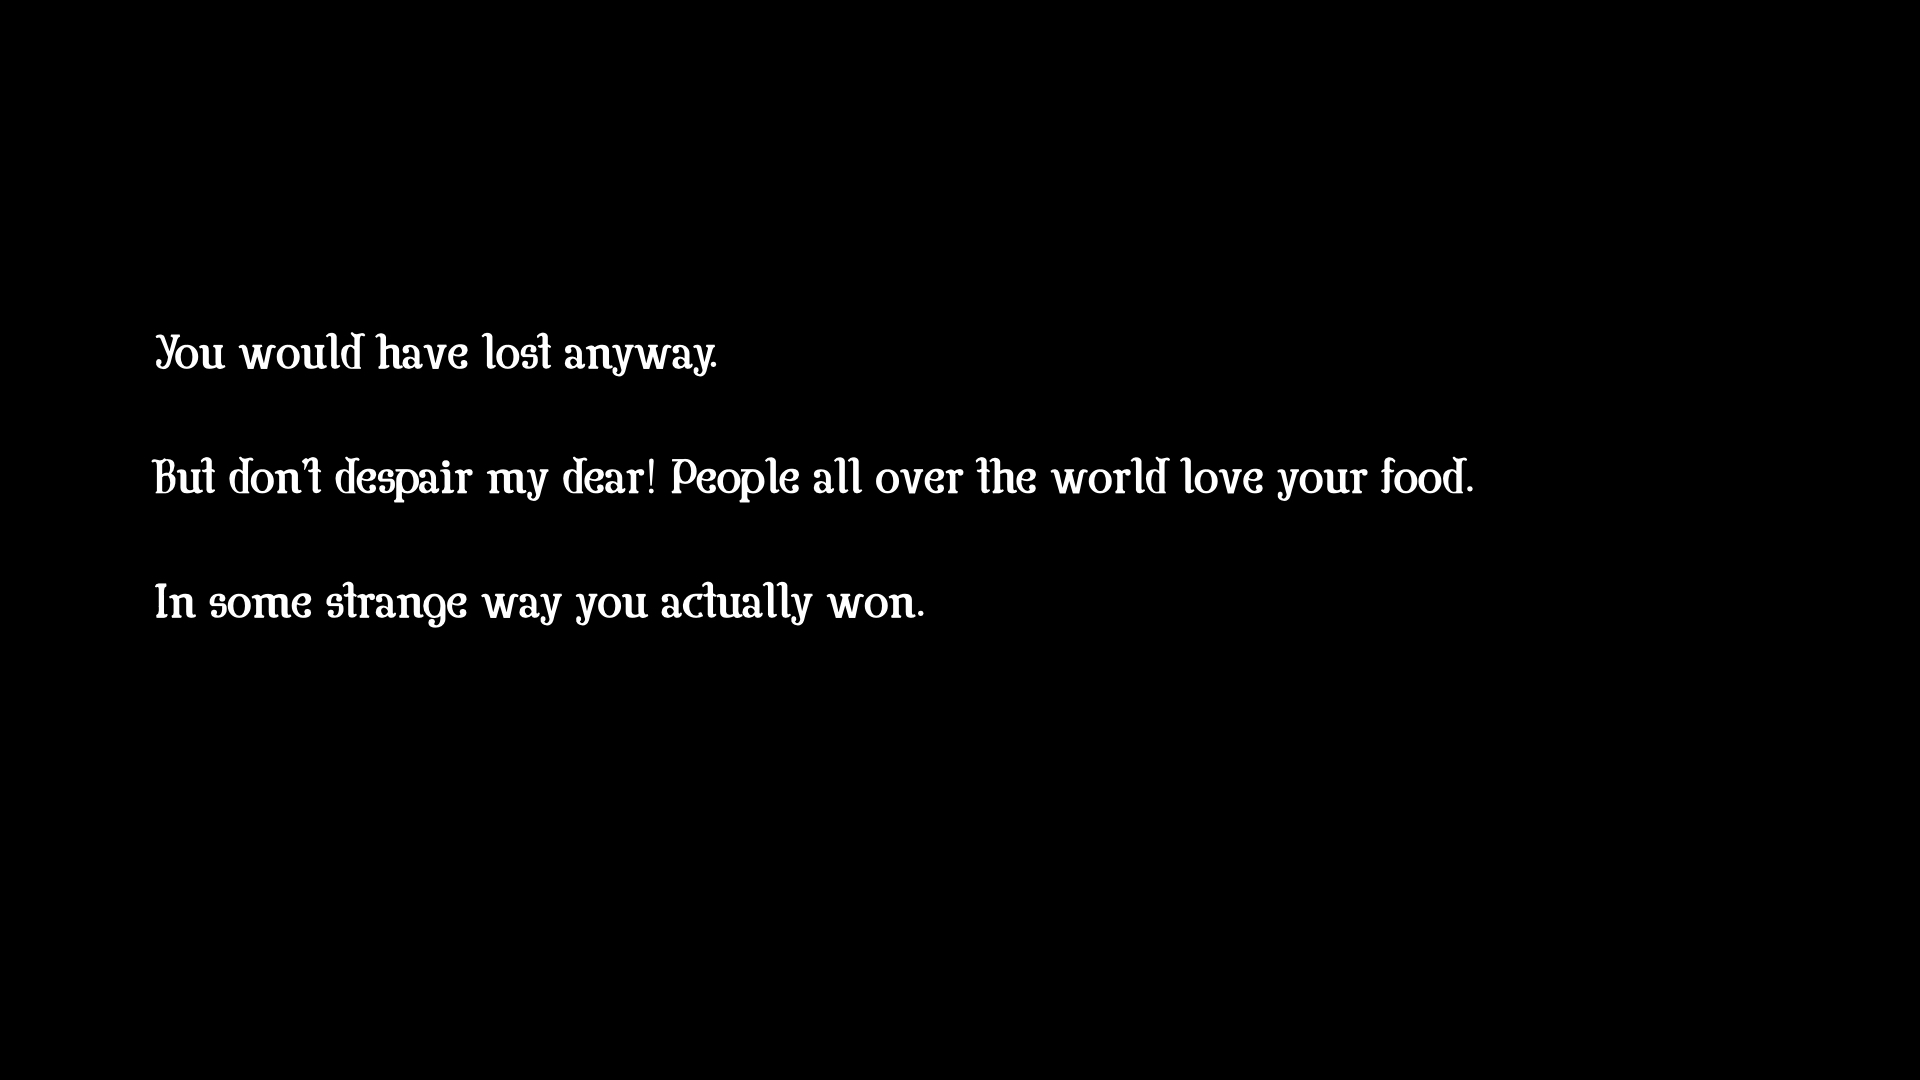 You would have lost anyway.
But don't despair my dear! People all over the world love your food.
In some strange way you actually won.